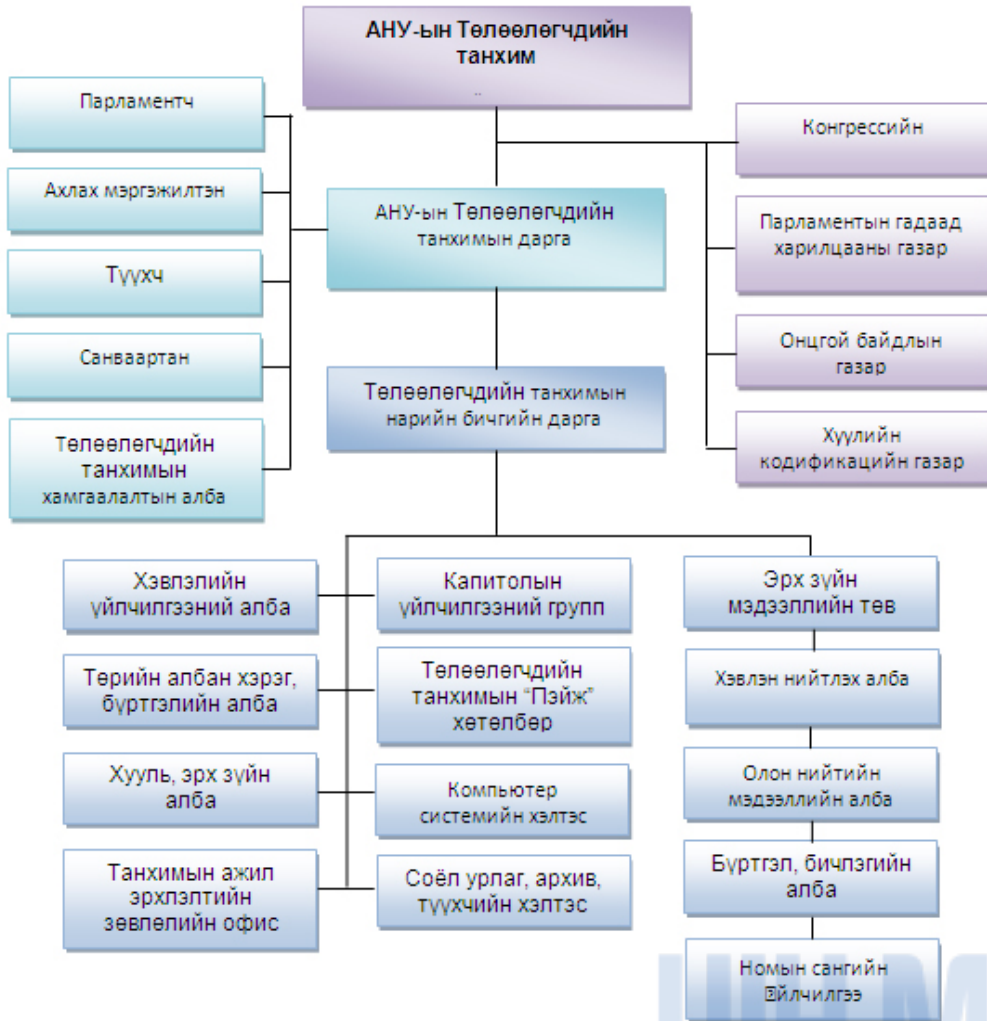 АНУ-ын Төлөөлөгчдийн
танхим
..
Парламентч
Ахлах мэргэжилтэн
Түүхч
Санваартан
Төлөөлөгчдийн
танхимын
хамгаалалтын алба
АНУ-ын Төлөөлөгчдийн
танхимын дарга
Төлөөлөгчдийн танхимын
нарийн бичгийн дарга
Конгрессийн
Парламентын гадаад
харилцааны газар
Онцгой байдлын
газар
Хуулийн
кодификацийн газар
Хэвлэлийн
үйлчилгээний алба
Төрийн албан хэрэг,
бүртгэлийн алба
Хууль, эрх зүйн
алба
Танхимын ажил
эрхлэлтийн
зөвлөлийн офис
Капитолын
үйлчилгээний групп
Төлөөлөгчдийн
танхимын “Пэйж”
хөтөлбөр
Компьютер
системийн хэлтэс
Соёл урлаг, архив,
түүхчийн хэлтэс
Эрх зүйн
мэдээллийн төв
Хэвлэн нийтлэх алба
Олон нийтийн
мэдээллийн алба
Бүртгэл, бичлэгийн
алба
Номын сангийн
йлчилгээ